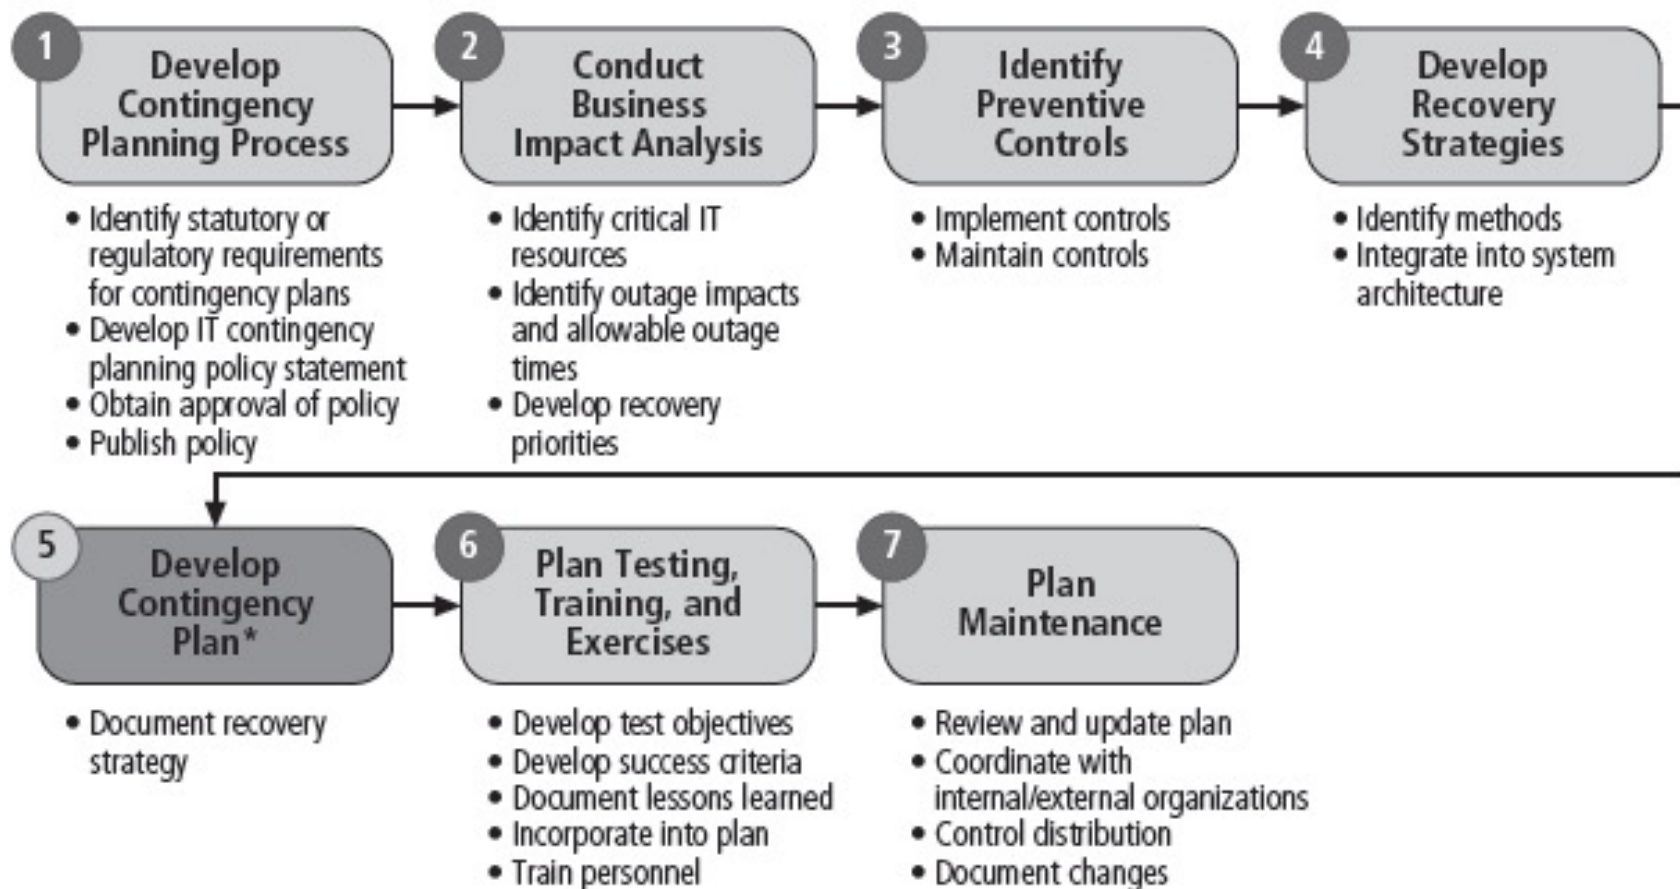 1
Develop
Contingency
Planning Process
• Identify statutory or
regulatory requirements
for contingency plans
• Develop IT contingency
planning policy statement
• Obtain approval of policy
• Publish policy
2
Conduct
Business
Impact Analysis
• Identify critical IT
resources
• Identify outage impacts
and allowable outage
times
• Develop recovery
priorities
3
Identify
Preventive
Controls
• Implement controls
• Maintain controls
4
Develop
Recovery
Strategies
• Identify methods
• Integrate into system
architecture
5
Develop
Contingency
Plan*
• Document recovery
strategy
6
Plan Testing,
Training, and
Exercises
• Develop test objectives
• Develop success criteria
• Document lessons learned
• Incorporate into plan
• Train personnel
7
Plan
Maintenance
• Review and update plan
• Coordinate with
internal/external organizations
• Control distribution
• Document changes